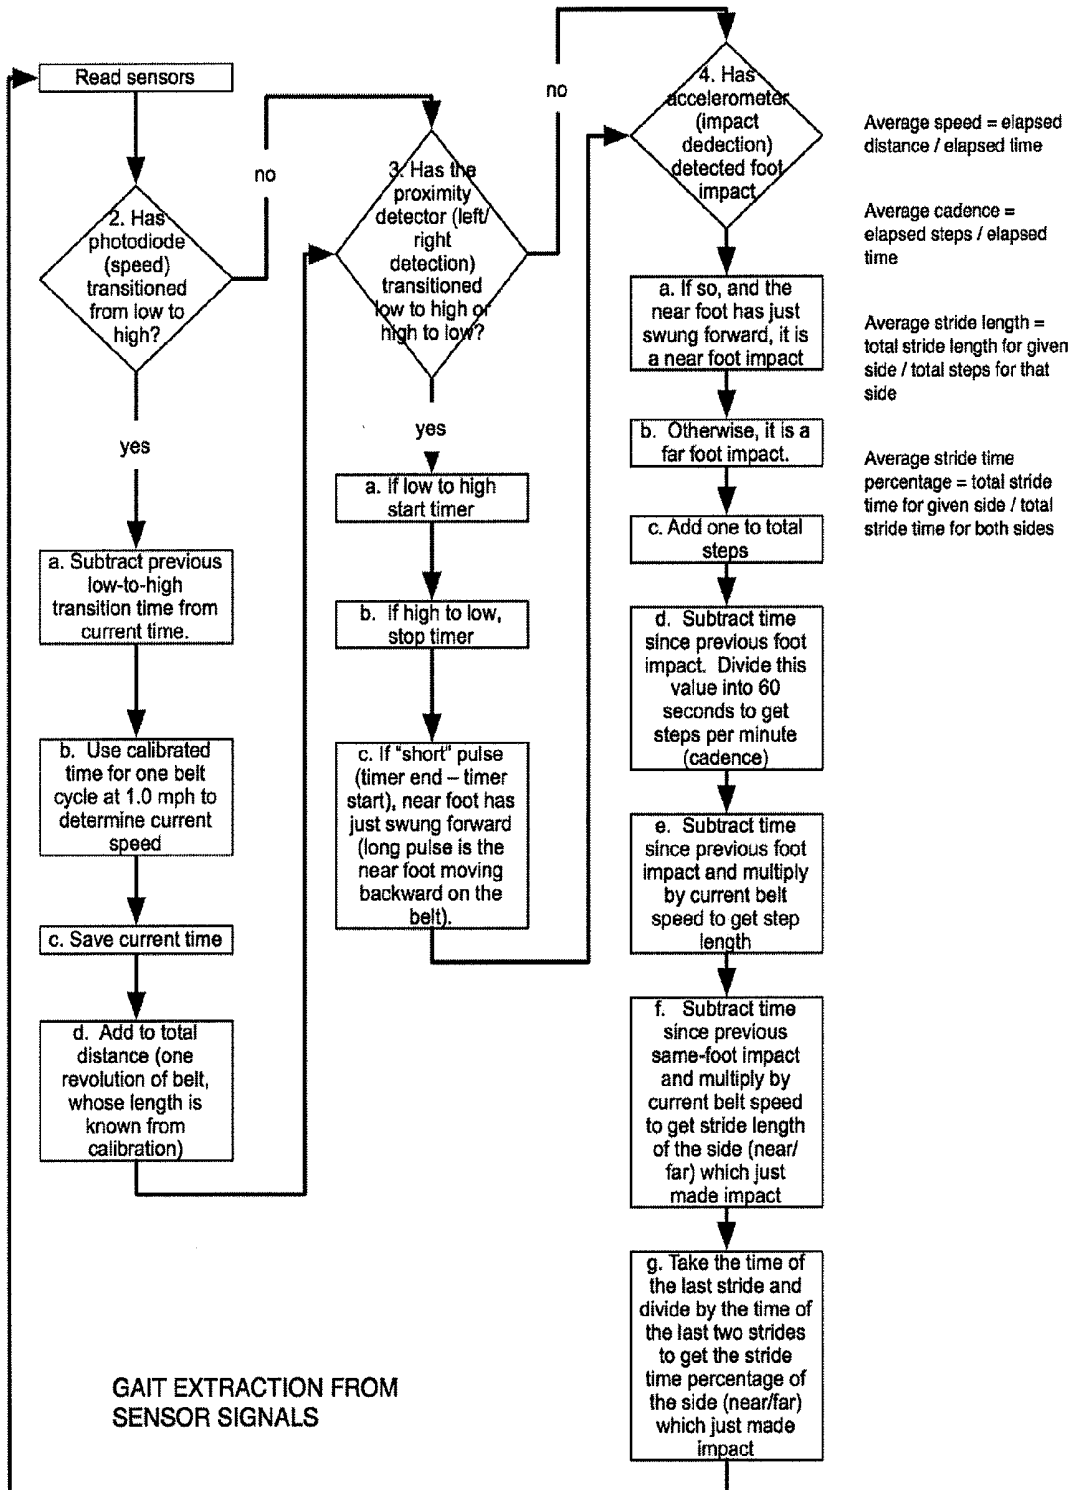 Read sensors
2. Has
photodiode
(speed)
transitioned
from low to
high?
no
yes
a. Subtract previous
low-to-high
transition time from
current time.
b. Use calibrated
time for one belt
cycle at 1.0 mph to
determine current
speed
c. Save current time
d. Add to total
distance (one
revolution of belt,
whose length is
known from
calibration)
3. Has the
proximity
detector (left/
right
detection)
transitioned
low to high or
high to low?
no
yes
a. If low to high
start timer
b. If high to low,
stop timer
c. If "short" pulse
(timer end – timer
start), near foot has
just swung forward
(long pulse is the
near foot moving
backward on the
belt).
4. Has
accelerometer
(impact
dedection)
detected foot
impact
a. If so, and the
near foot has just
swung forward, it is
a near foot impact
b. Otherwise, it is a
far foot impact.
c. Add one to total
steps
d. Subtract time
since previous foot
impact. Divide this
value into 60
seconds to get
steps per minute
(cadence)
e. Subtract time
since previous foot
impact and multiply
by current belt
speed to get step
length
f. Subtract time
since previous
same-foot impact
and multiply by
current belt speed
to get stride length
of the side (near/
far) which just
made impact
g. Take the time of
the last stride and
divide by the time of
the last two strides
to get the stride
time percentage of
the side (near/far)
which just made
impact
Average speed = elapsed
distance / elapsed time
Average cadence =
elapsed steps / elapsed
time
Average stride length =
total stride length for given
side / total steps for that
side
Average stride time
percentage = total stride
time for given side / total
stride time for both sides
GAIT EXTRACTION FROM
SENSOR SIGNALS